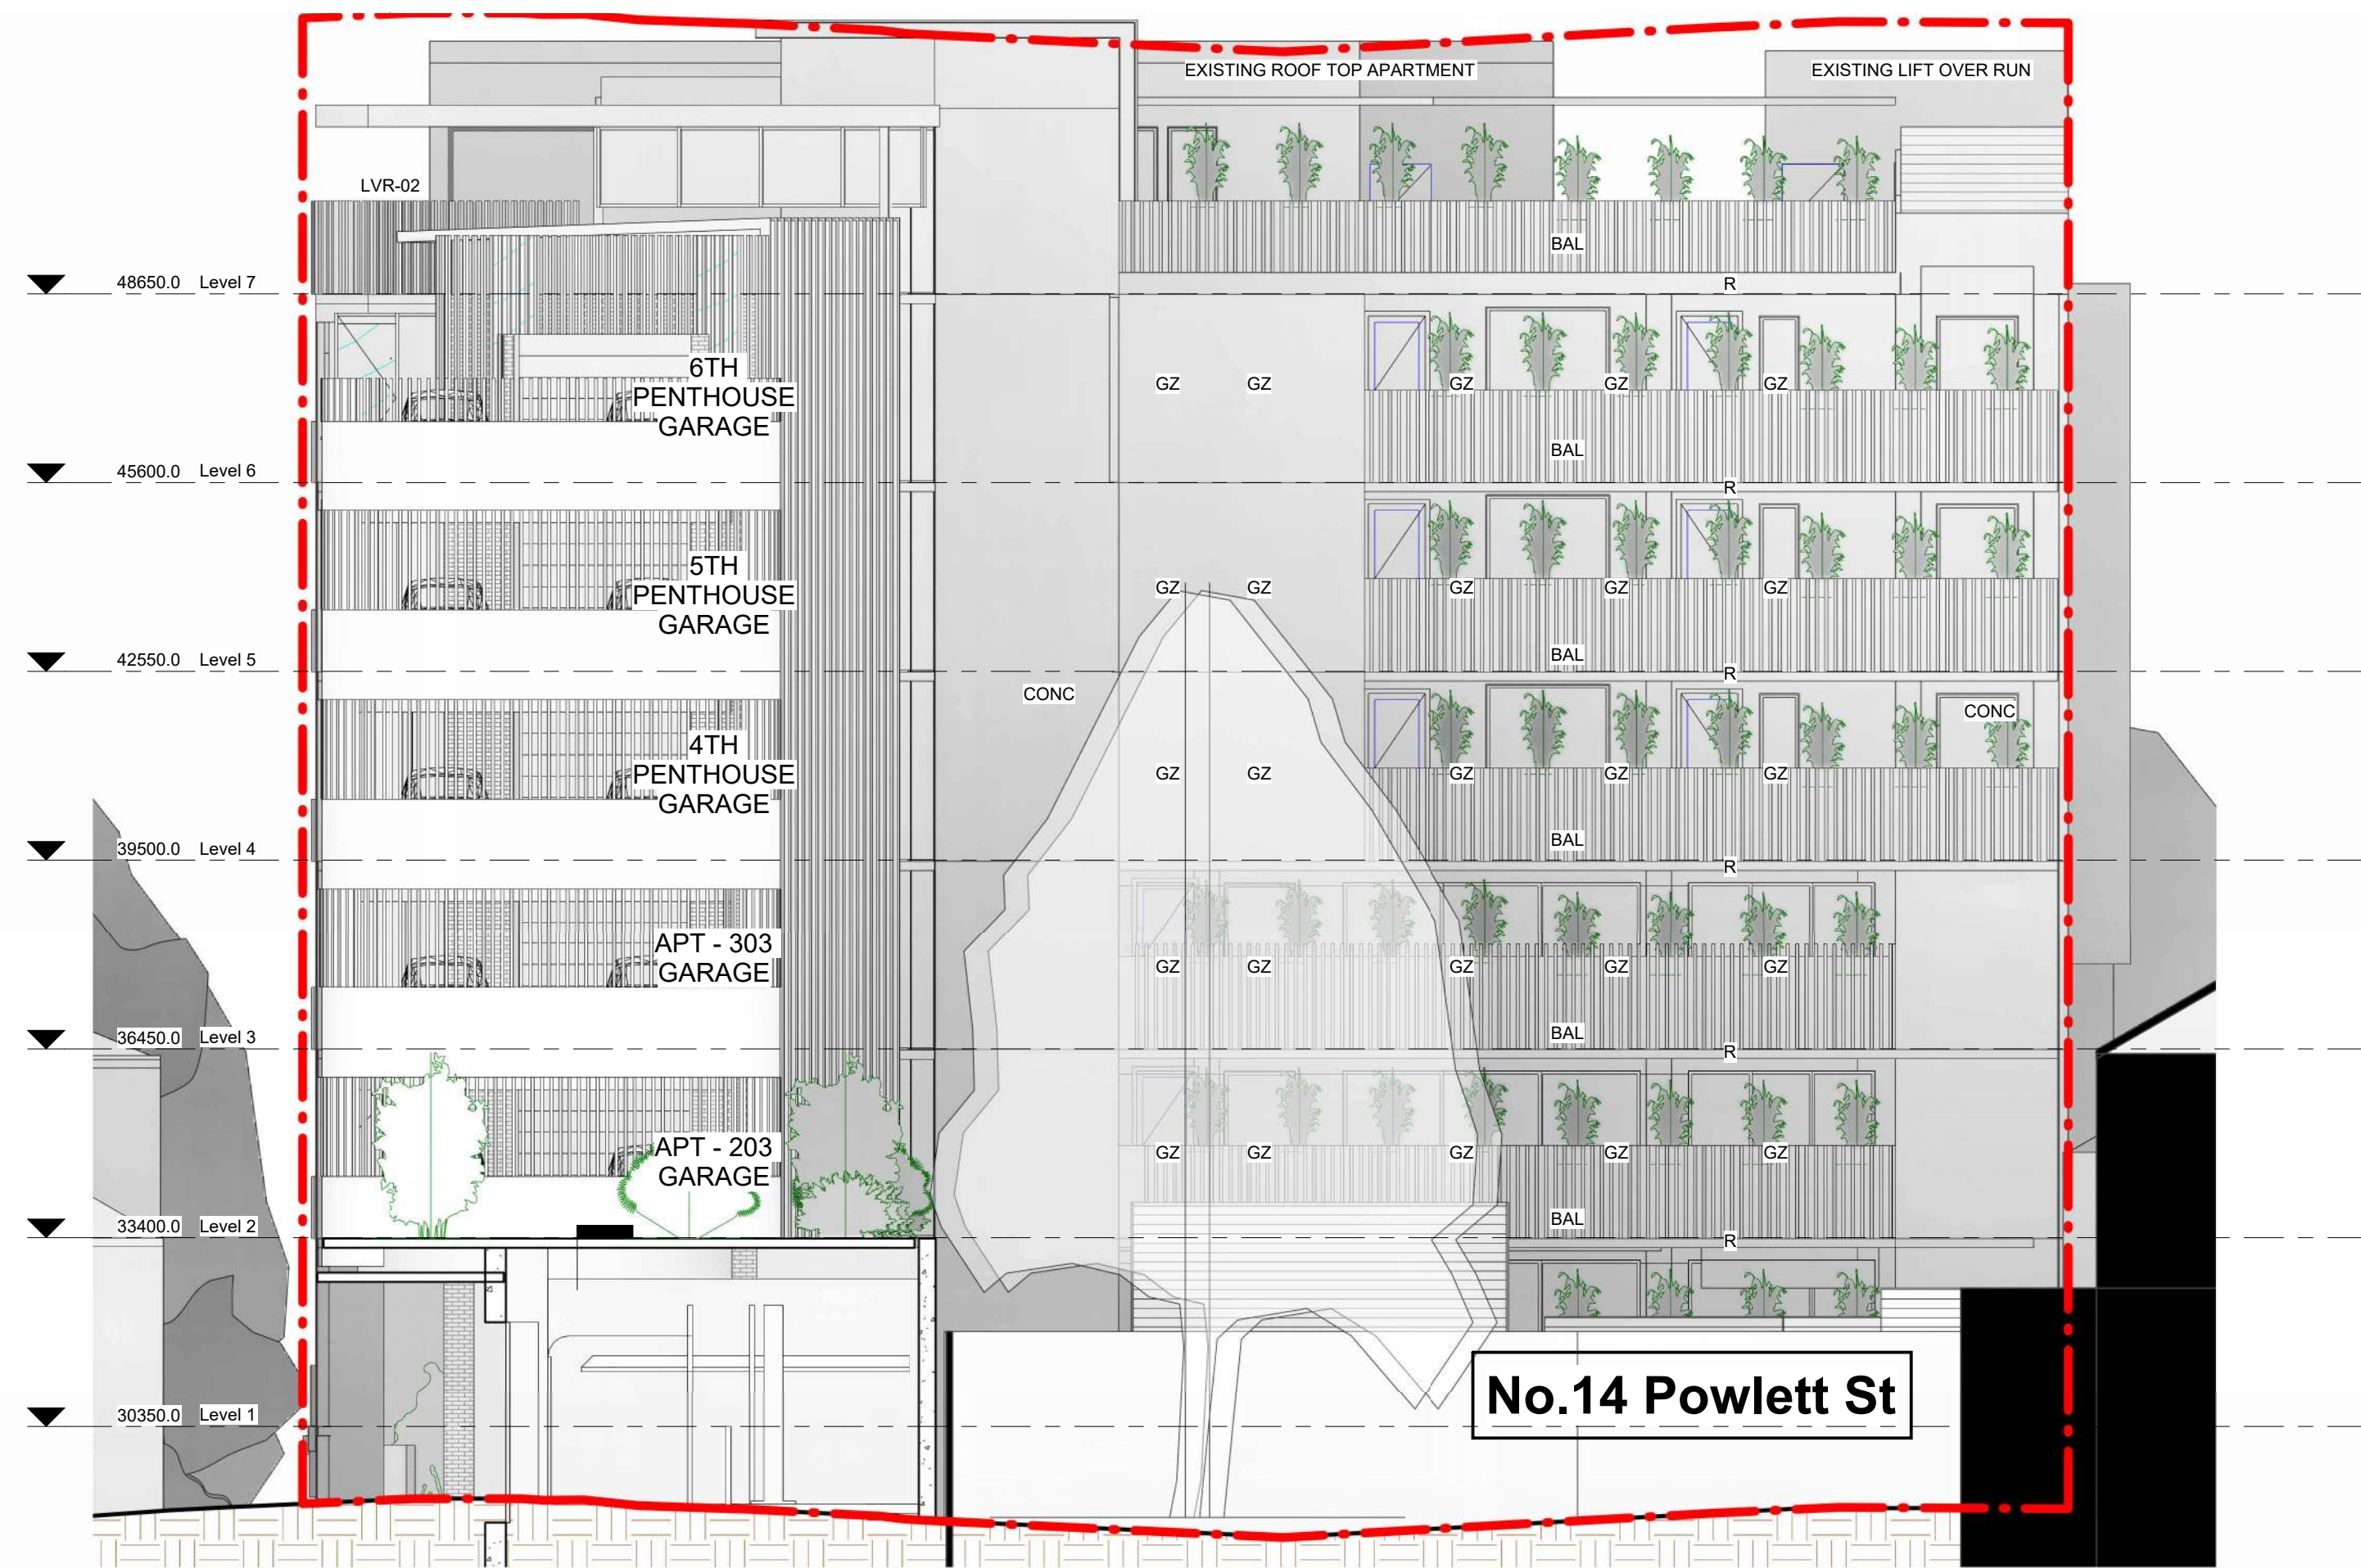 EXISTING ROOF TOP APARTMENT
EXISTING LIFT OVER RUN
LVR-02
BAL
48650.0 Level 7
R
6TH
PENTHOUSE
GARAGE
GZ GZ GZ GZ GZ
BAL
45600.0 Level 6
R
5TH
PENTHOUSE
GARAGE
GZ GZ GZ GZ GZ
BAL
42550.0 Level 5
R
CONC
CONC
4TH
PENTHOUSE
GARAGE
GZ GZ GZ GZ GZ
BAL
39500.0 Level 4
R
APT - 303
GARAGE
GZ GZ GZ GZ GZ
BAL
36450.0 Level 3
R
APT - 203
GARAGE
GZ GZ GZ GZ GZ
BAL
33400.0 Level 2
R
No.14 Powlett St
30350.0 Level 1